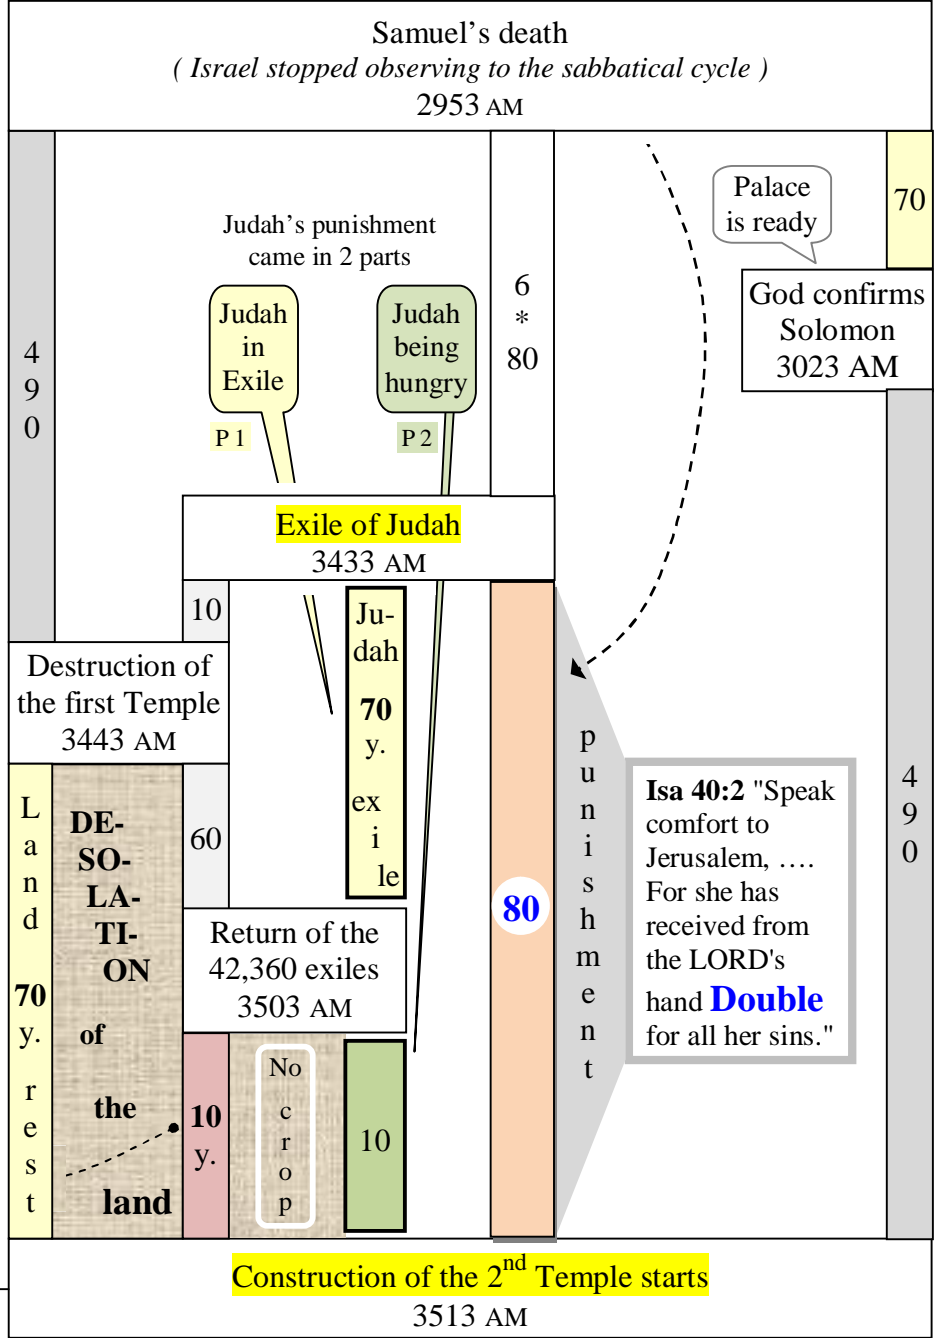 Samuel’s death
( Israel stopped observing to the sabbatical cycle )
2953 AM
70
Palace
is ready
Judah’s punishment
came in 2 parts
God confirms
Solomon
3023 AM
Judah
in
Exile
P 1
Judah
being
hungry
P 2
6
*
80
4
9
0
Exile of Judah
3433 AM
10
Ju-
dah
70
y.
ex
i
le
Destruction of
the first Temple
3443 AM
L
a
n
d
70
y.
r
e
s
t
DE-
SO-
LA-
TI-
ON
of
the
land
60
80
p
u
n
i
s
h
m
e
n
t
Isa 40:2 "Speak
comfort to
Jerusalem, ….
For she has
received from
the LORD's
hand Double
for all her sins."
4
9
0
Return of the
42,360 exiles
3503 AM
10
y.
No
c
r
o
p
10
Construction of the 2nd Temple starts
3513 AM